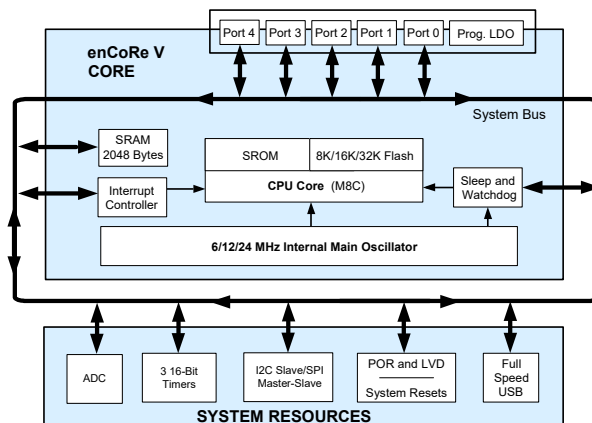 Port 4
Port 3
Port 2
Port 1
Port 0
Prog. LDO
enCoRe V
CORE
System Bus
SRAM
2048 Bytes
SROM
8K/16K/32K Flash
CPU Core (M8C)
Interrupt
Controller
Sleep and
Watchdog
6/12/24 MHz Internal Main Oscillator
ADC
3 16-Bit
Timers
I2C Slave/SPI
Master-Slave
POR and LVD
System Resets
Full
Speed
USB
SYSTEM RESOURCES